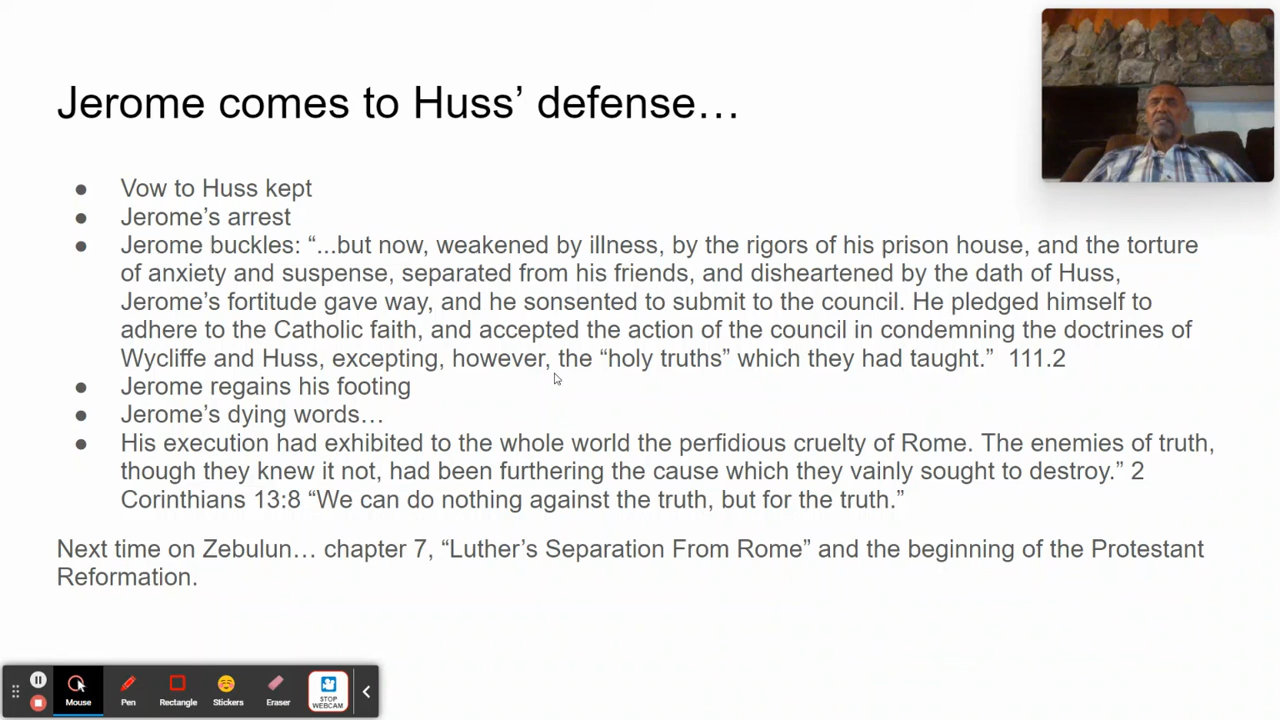 Jerome comes to Huss’ defense…
● Vow to Huss kept
● Jerome’s arrest
● Jerome buckles: “...but now, weakened by illness, by the rigors of his prison house, and the torture
of anxiety and suspense, separated from his friends, and disheartened by the dath of Huss,
Jerome’s fortitude gave way, and he sonsented to submit to the council. He pledged himself to
adhere to the Catholic faith, and accepted the action of the council in condemning the doctrines of
Wycliffe and Huss, excepting, however, the “holy truths” which they had taught.” 111.2
● Jerome regains his footing
● Jerome’s dying words…
● His execution had exhibited to the whole world the perfidious cruelty of Rome. The enemies of truth,
though they knew it not, had been furthering the cause which they vainly sought to destroy.” 2
Corinthians 13:8 “We can do nothing against the truth, but for the truth.”
Next time on Zebulun… chapter 7, “Luther’s Separation From Rome” and the beginning of the Protestant
Reformation.
Mouse Pen Rectangle Stickers Eraser STOP
WEBCAM